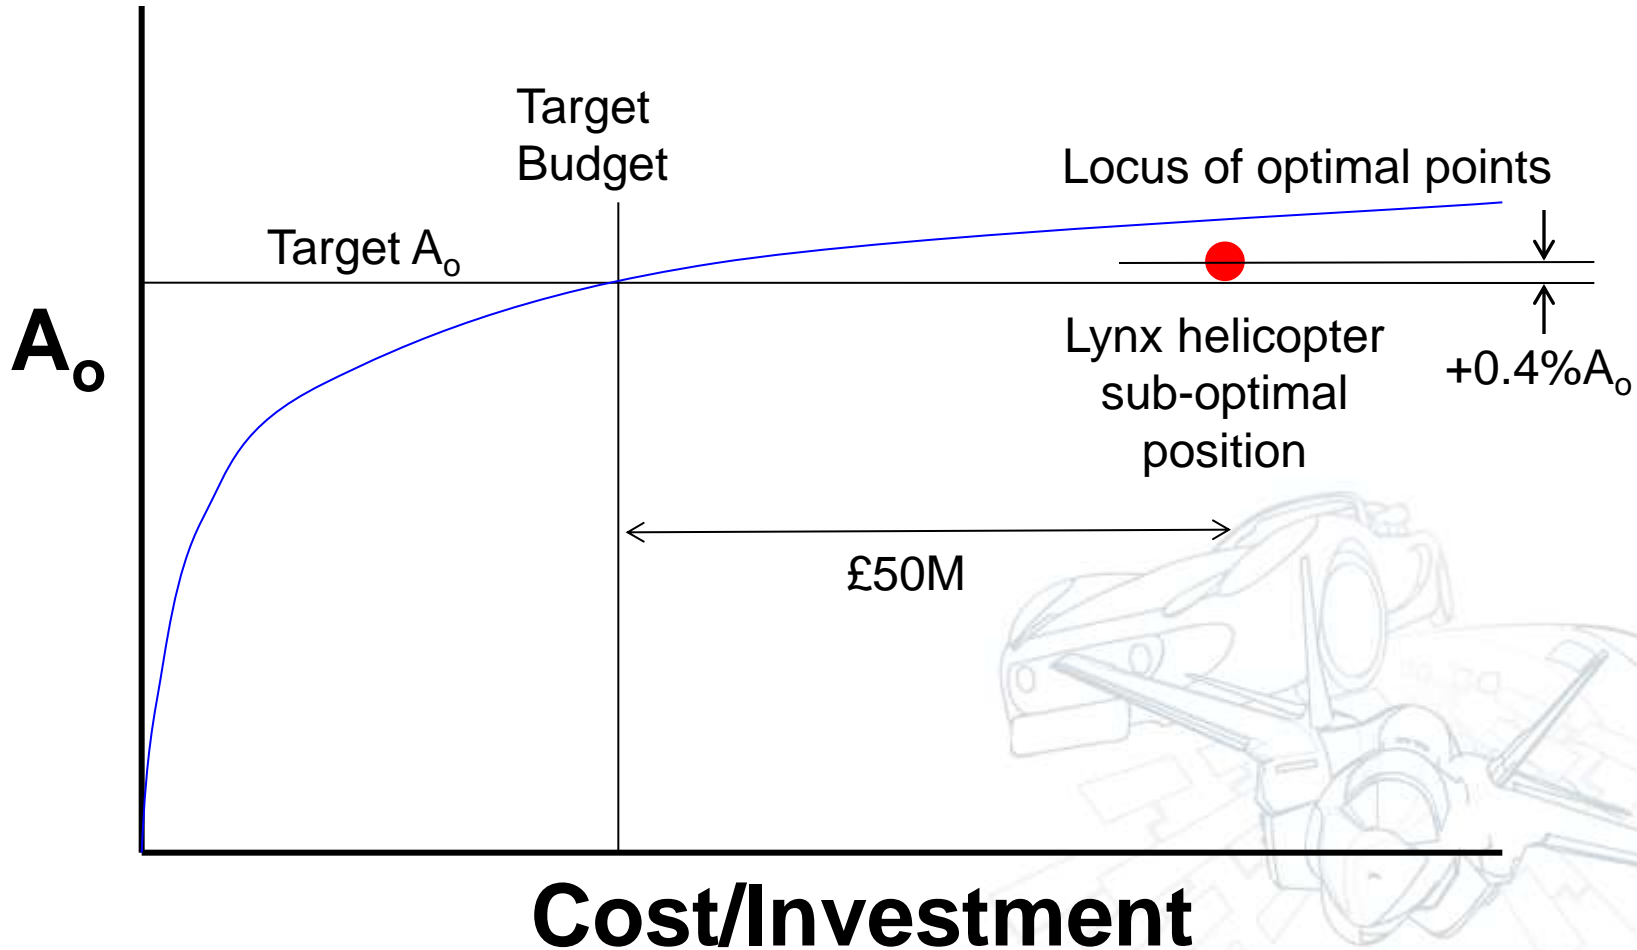 Target
Budget
Locus of optimal points
Target Aₒ
Aₒ
Lynx helicopter
sub-optimal
position
+0.4%Aₒ
£50M
Cost/Investment